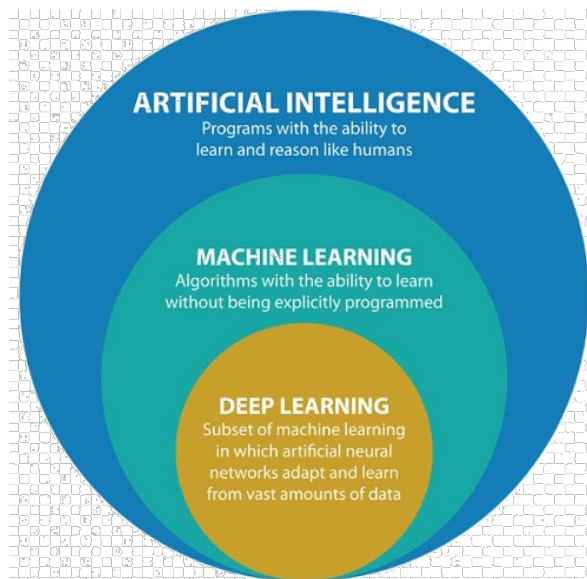 ARTIFICIAL INTELLIGENCE
Programs with the ability to
learn and reason like humans
MACHINE LEARNING
Algorithms with the ability to learn
without being explicitly programmed
DEEP LEARNING
Subset of machine learning
in which artificial neural
networks adapt and learn
from vast amounts of data